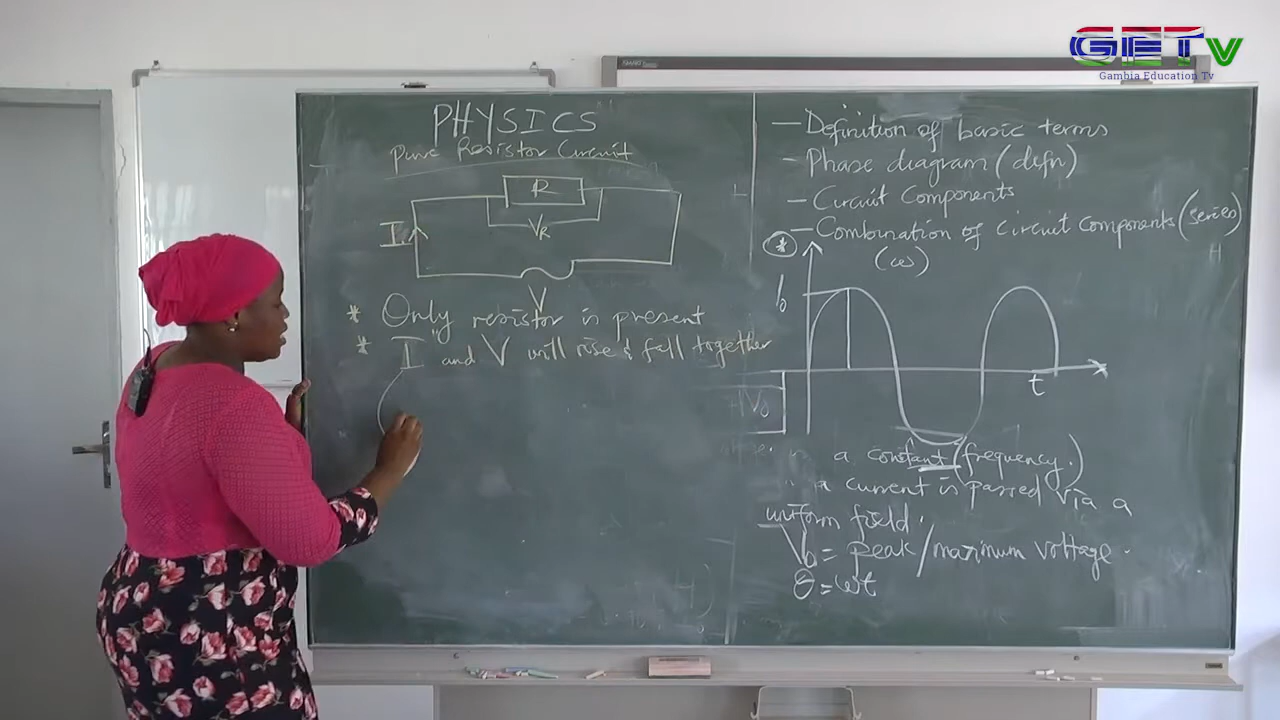 GETv
Gambia Education Tv
PHYSICS
Pure Resistor Circuit
R
VR
I
V
* Only resistor is present
* I and V will rise & fall together
— Definition of basic terms
- Phase diagram (defn)
- Circuit Components
- Combination of circuit components (series)
*
(ω)
I₀
t
V₀
a constant (frequency.)
a current is passed via a
uniform field.
V₀ = peak/maximum voltage.
θ = ωt